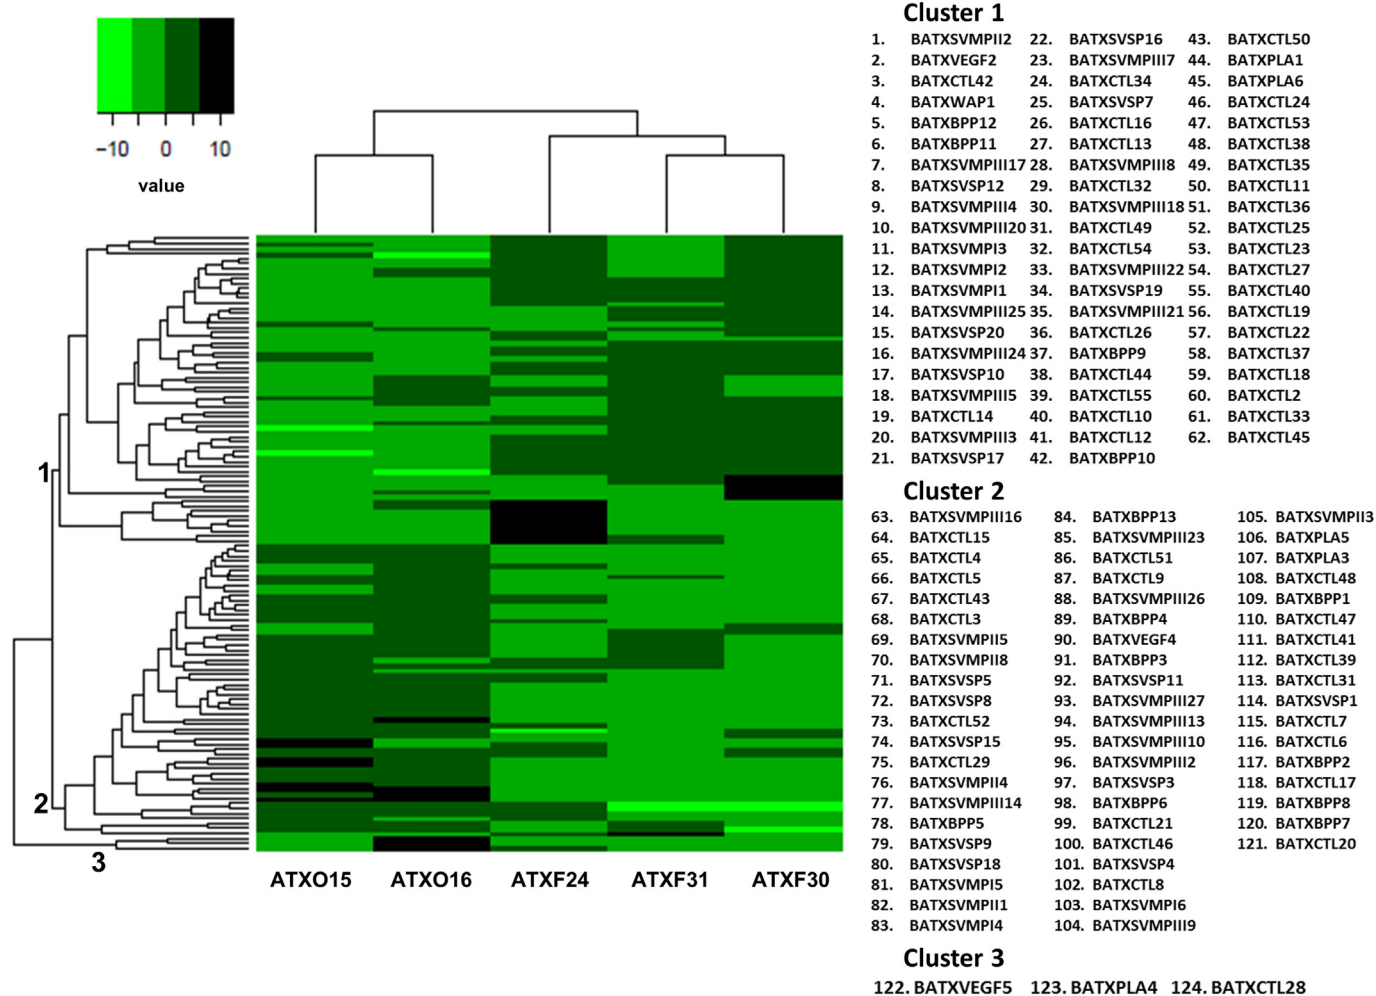 −10 0 10
value
1
2
3
ATXO15 ATXO16 ATXF24 ATXF31 ATXF30
Cluster 1
1. BATXSVMPII2 22. BATXSVSP16 43. BATXCTL50
2. BATXVEGF2 23. BATXSVMPIII7 44. BATXPLA1
3. BATXCTL42 24. BATXCTL34 45. BATXPLA6
4. BATXWAP1 25. BATXSVSP7 46. BATXCTL24
5. BATXBPP12 26. BATXCTL16 47. BATXCTL53
6. BATXBPP11 27. BATXCTL13 48. BATXCTL38
7. BATXSVMPIII17 28. BATXSVMPIII8 49. BATXCTL35
8. BATXSVSP12 29. BATXCTL32 50. BATXCTL11
9. BATXSVMPIII4 30. BATXSVMPIII18 51. BATXCTL36
10. BATXSVMPIII20 31. BATXCTL49 52. BATXCTL25
11. BATXSVMPI3 32. BATXCTL54 53. BATXCTL23
12. BATXSVMPI2 33. BATXSVMPIII22 54. BATXCTL27
13. BATXSVMPI1 34. BATXSVSP19 55. BATXCTL40
14. BATXSVMPIII25 35. BATXSVMPIII21 56. BATXCTL19
15. BATXSVSP20 36. BATXCTL26 57. BATXCTL22
16. BATXSVMPIII24 37. BATXBPP9 58. BATXCTL37
17. BATXSVSP10 38. BATXCTL44 59. BATXCTL18
18. BATXSVMPIII5 39. BATXCTL55 60. BATXCTL2
19. BATXCTL14 40. BATXCTL10 61. BATXCTL33
20. BATXSVMPIII3 41. BATXCTL12 62. BATXCTL45
21. BATXSVSP17 42. BATXBPP10
Cluster 2
63. BATXSVMPIII16 84. BATXBPP13 105. BATXSVMPII3
64. BATXCTL15 85. BATXSVMPIII23 106. BATXPLA5
65. BATXCTL4 86. BATXCTL51 107. BATXPLA3
66. BATXCTL5 87. BATXCTL9 108. BATXCTL48
67. BATXCTL43 88. BATXSVMPIII26 109. BATXBPP1
68. BATXCTL3 89. BATXBPP4 110. BATXCTL47
69. BATXSVMPII5 90. BATXVEGF4 111. BATXCTL41
70. BATXSVMPII8 91. BATXBPP3 112. BATXCTL39
71. BATXSVSP5 92. BATXSVSP11 113. BATXCTL31
72. BATXSVSP8 93. BATXSVMPIII27 114. BATXSVSP1
73. BATXCTL52 94. BATXSVMPIII13 115. BATXCTL7
74. BATXSVSP15 95. BATXSVMPIII10 116. BATXCTL6
75. BATXCTL29 96. BATXSVMPIII2 117. BATXBPP2
76. BATXSVMPII4 97. BATXSVSP3 118. BATXCTL17
77. BATXSVMPIII14 98. BATXBPP6 119. BATXBPP8
78. BATXBPP5 99. BATXCTL21 120. BATXBPP7
79. BATXSVSP9 100. BATXCTL46 121. BATXCTL20
80. BATXSVSP18 101. BATXSVSP4
81. BATXSVMPI5 102. BATXCTL8
82. BATXSVMPII1 103. BATXSVMPI6
83. BATXSVMPI4 104. BATXSVMPIII9
Cluster 3
122. BATXVEGF5 123. BATXPLA4 124. BATXCTL28